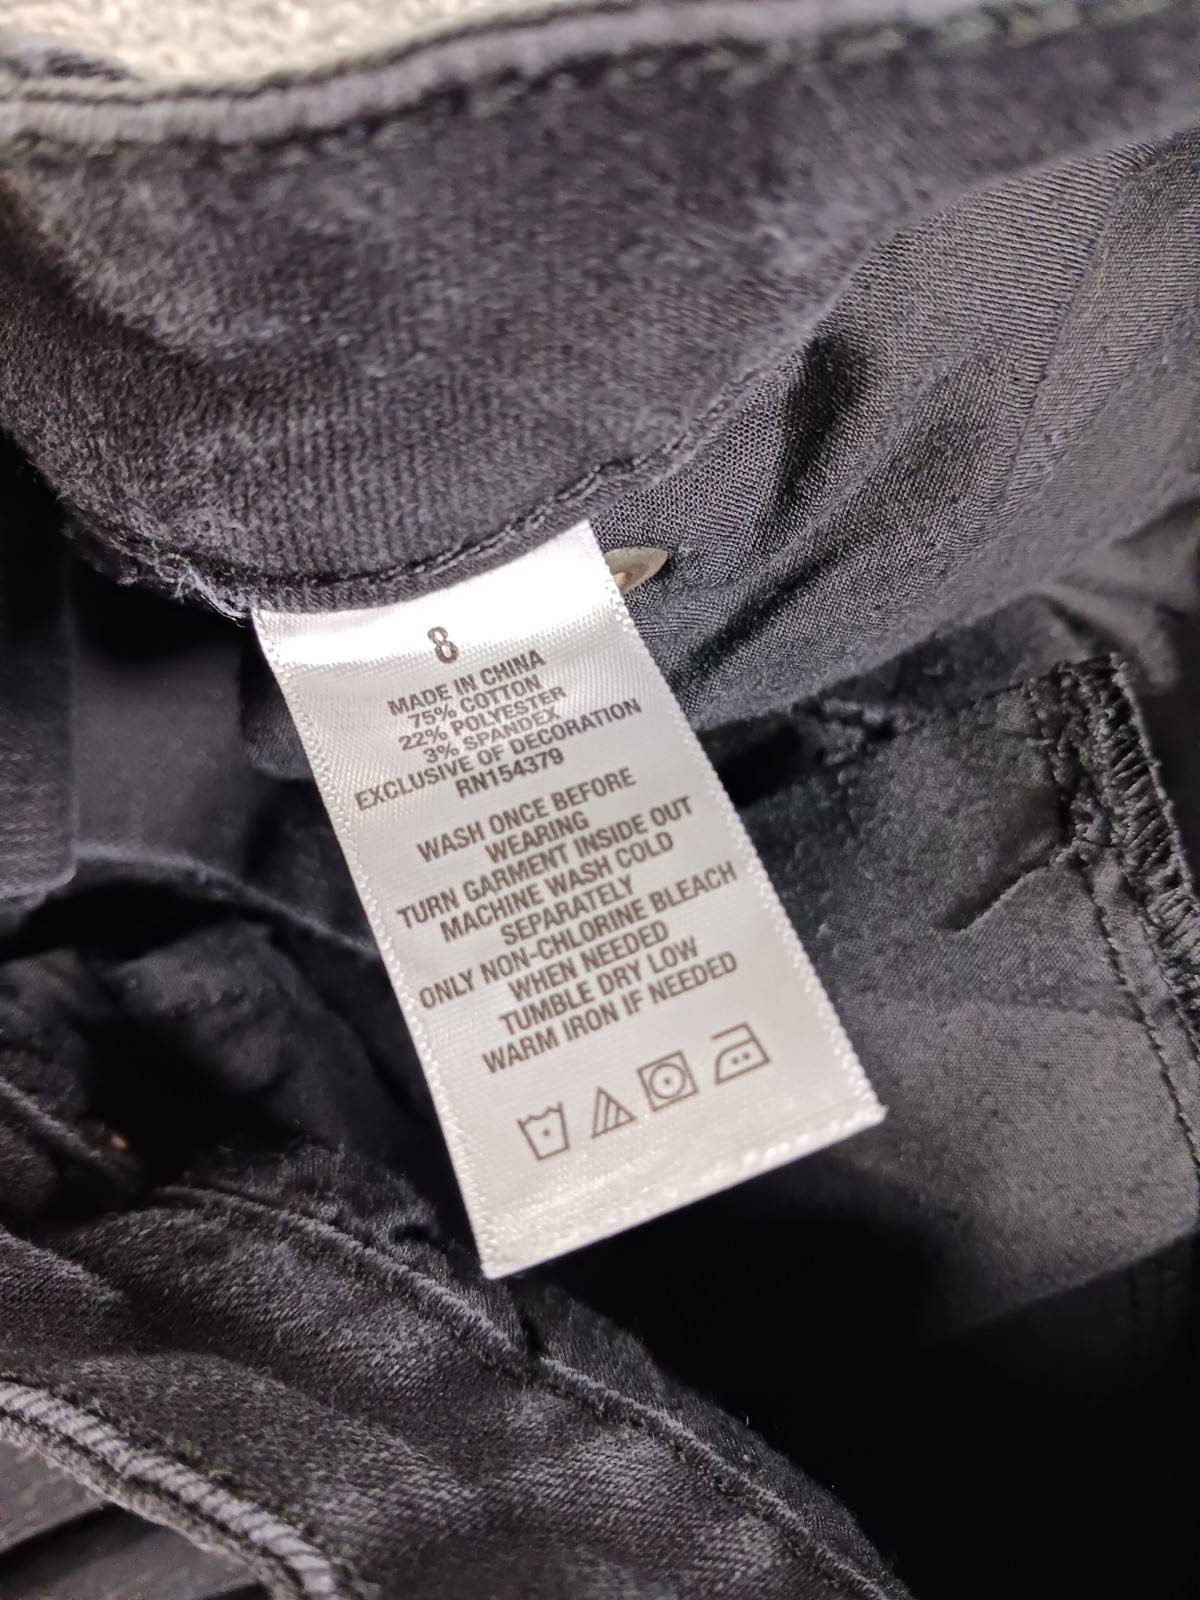 8
MADE IN CHINA
75% COTTON
22% POLYESTER
3% SPANDEX
EXCLUSIVE OF DECORATION
RN154379
WASH ONCE BEFORE
WEARING
TURN GARMENT INSIDE OUT
MACHINE WASH COLD
SEPARATELY
ONLY NON-CHLORINE BLEACH
WHEN NEEDED
TUMBLE DRY LOW
WARM IRON IF NEEDED